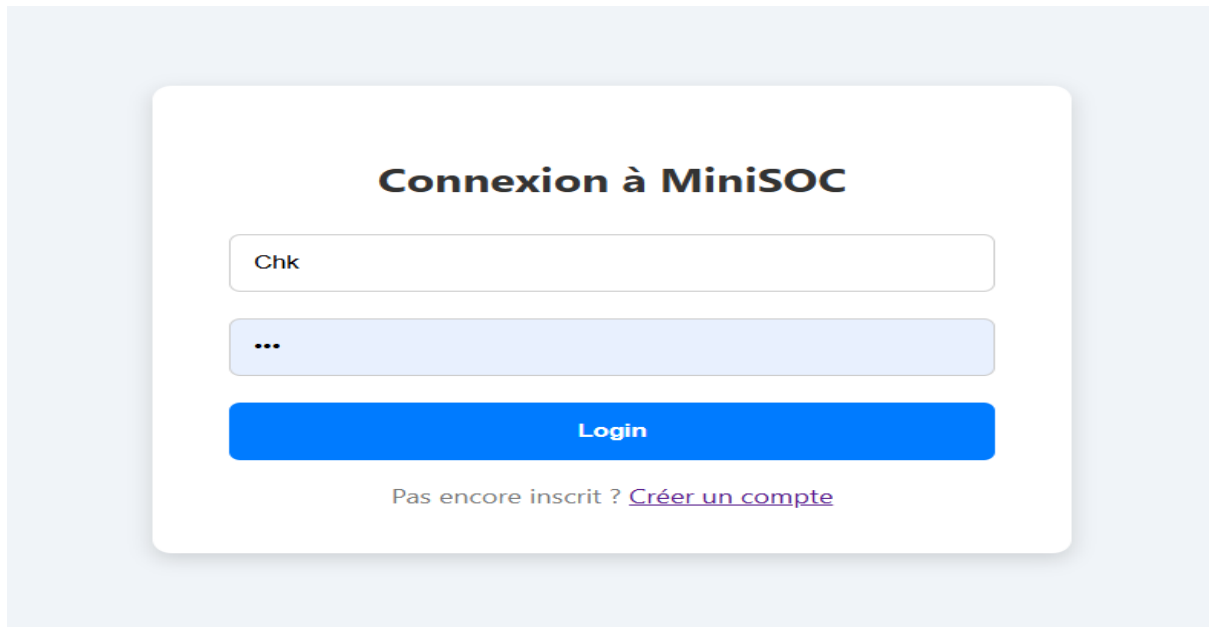 Connexion à MiniSOC
Chk
•••
Login
Pas encore inscrit ? Créer un compte